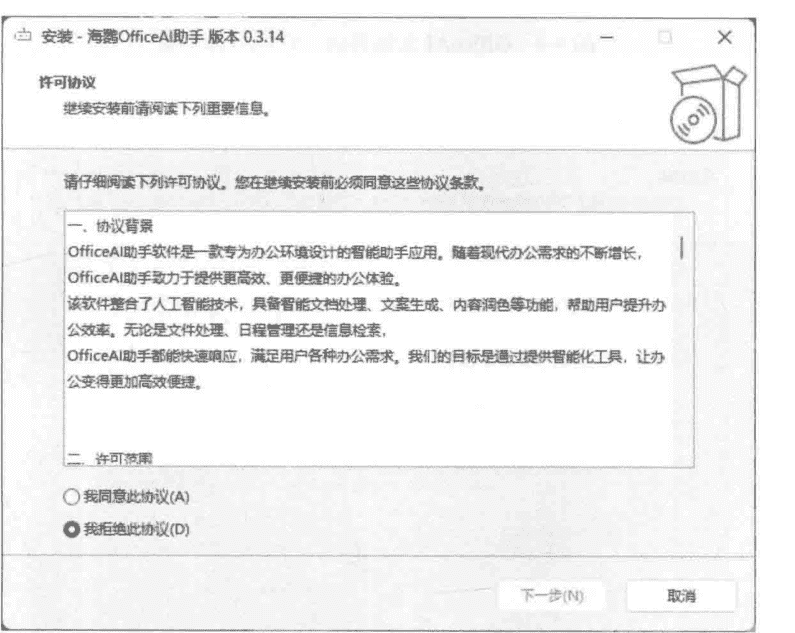 安装 - 海鹦OfficeAI助手 版本 0.3.14
许可协议
继续安装前请阅读下列重要信息。
请仔细阅读下列许可协议。您在继续安装前必须同意这些协议条款。
一、协议背景
OfficeAI助手软件是一款专为办公环境设计的智能助手应用。随着现代办公需求的不断增长，
OfficeAI助手致力于提供更高效、更便捷的办公体验。
该软件整合了人工智能技术，具备智能文档处理、文案生成、内容润色等功能，帮助用户提升办
公效率。无论是文件处理、日程管理还是信息检索，
OfficeAI助手都能快速响应，满足用户各种办公需求。我们的目标是通过提供智能化工具，让办
公变得更加高效便捷。
二、许可范围
我同意此协议(A)
我拒绝此协议(D)
下一步(N)
取消